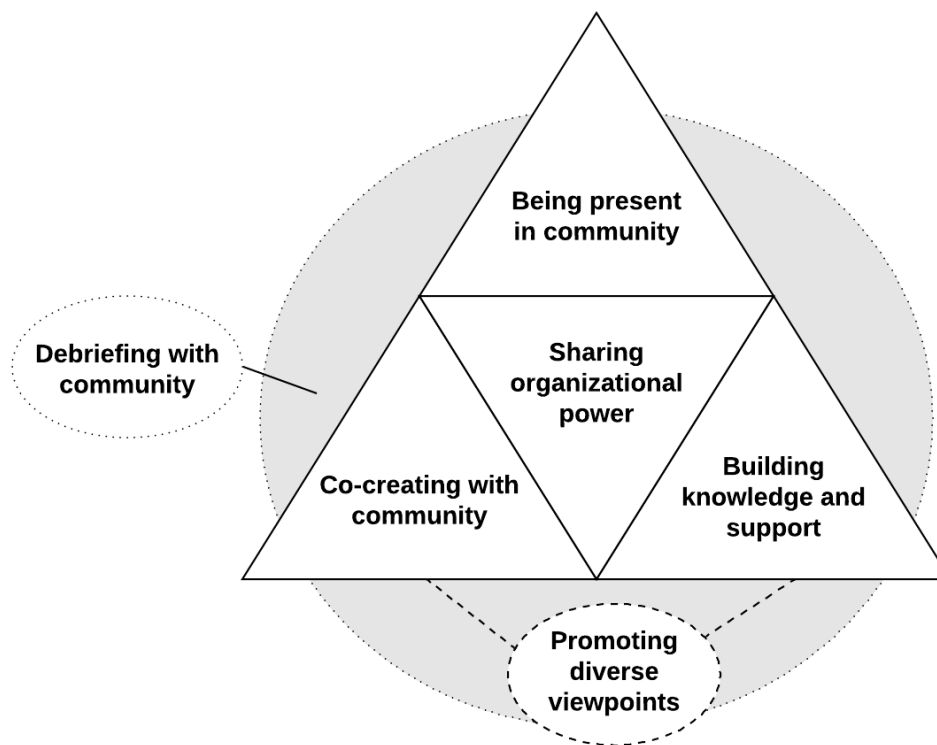 Being present
in community
Debriefing with
community
Sharing
organizational
power
Co-creating with
community
Building
knowledge and
support
Promoting
diverse
viewpoints